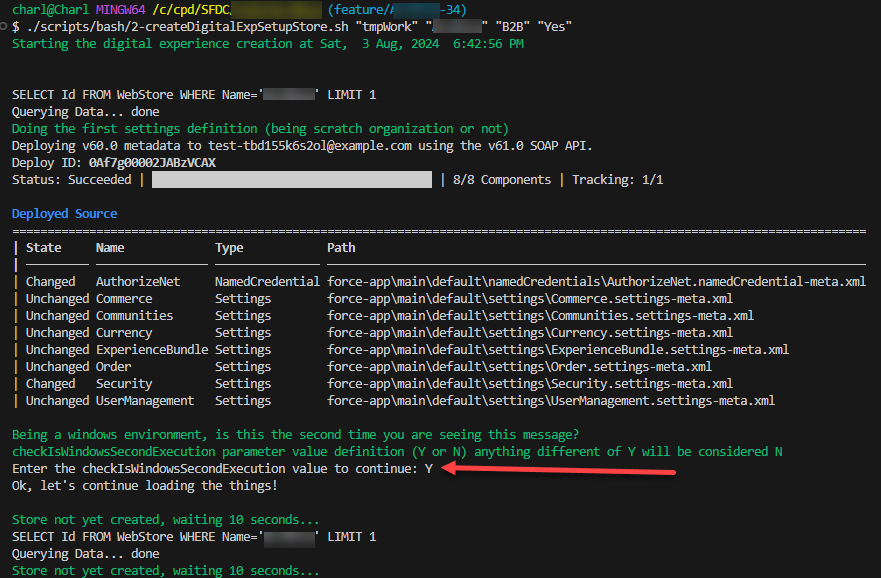 charl@Charl MINGW64 /c/cpd/SFDC/ (feature/ -34)
$ ./scripts/bash/2-createDigitalExpSetupStore.sh "tmpWork" " " "B2B" "Yes"
Starting the digital experience creation at Sat,  3 Aug, 2024  6:42:56 PM
SELECT Id FROM WebStore WHERE Name=' ' LIMIT 1
Querying Data... done
Doing the first settings definition (being scratch organization or not)
Deploying v60.0 metadata to test-tbd155k6s2ol@example.com using the v61.0 SOAP API.
Deploy ID: 0Af7g00002JABzVCAX
Status: Succeeded | | 8/8 Components | Tracking: 1/1
Deployed Source
| State Name Type Path
| Changed AuthorizeNet NamedCredential force-app\main\default\namedCredentials\AuthorizeNet.namedCredential-meta.xml
| Unchanged Commerce Settings force-app\main\default\settings\Commerce.settings-meta.xml
| Unchanged Communities Settings force-app\main\default\settings\Communities.settings-meta.xml
| Unchanged Currency Settings force-app\main\default\settings\Currency.settings-meta.xml
| Unchanged ExperienceBundle Settings force-app\main\default\settings\ExperienceBundle.settings-meta.xml
| Unchanged Order Settings force-app\main\default\settings\Order.settings-meta.xml
| Changed Security Settings force-app\main\default\settings\Security.settings-meta.xml
| Unchanged UserManagement Settings force-app\main\default\settings\UserManagement.settings-meta.xml
Being a windows environment, is this the second time you are seeing this message?
checkIsWindowsSecondExecution parameter value definition (Y or N) anything different of Y will be considered N
Enter the checkIsWindowsSecondExecution value to continue: Y
Ok, let's continue loading the things!
Store not yet created, waiting 10 seconds...
SELECT Id FROM WebStore WHERE Name=' ' LIMIT 1
Querying Data... done
Store not yet created, waiting 10 seconds...